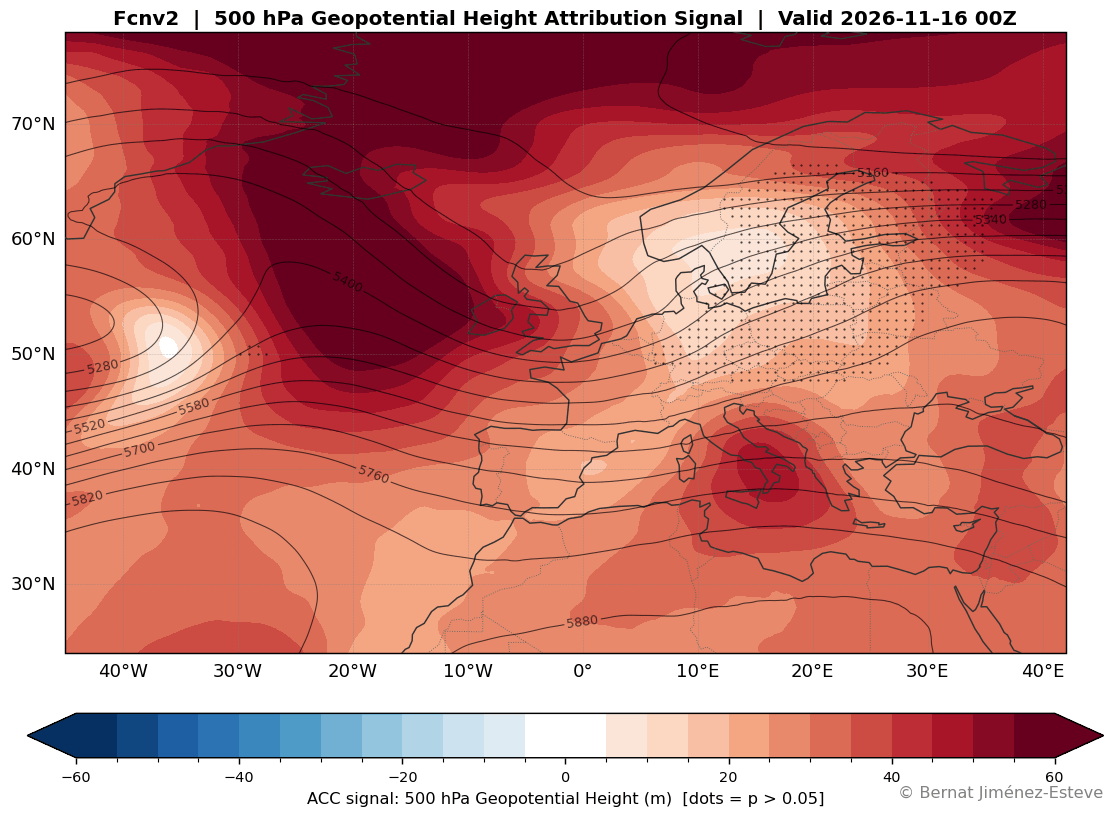 Fcnv2 | 500 hPa Geopotential Height Attribution Signal | Valid 2026-11-16 00Z
70°N
60°N
50°N
40°N
30°N
5160
5280
5340
5400
5280
5580
5520
5700
5760
5820
5880
40°W 30°W 20°W 10°W 0° 10°E 20°E 30°E 40°E
−60 −40 −20 0 20 40 60
ACC signal: 500 hPa Geopotential Height (m) [dots = p > 0.05]
© Bernat Jiménez-Esteve